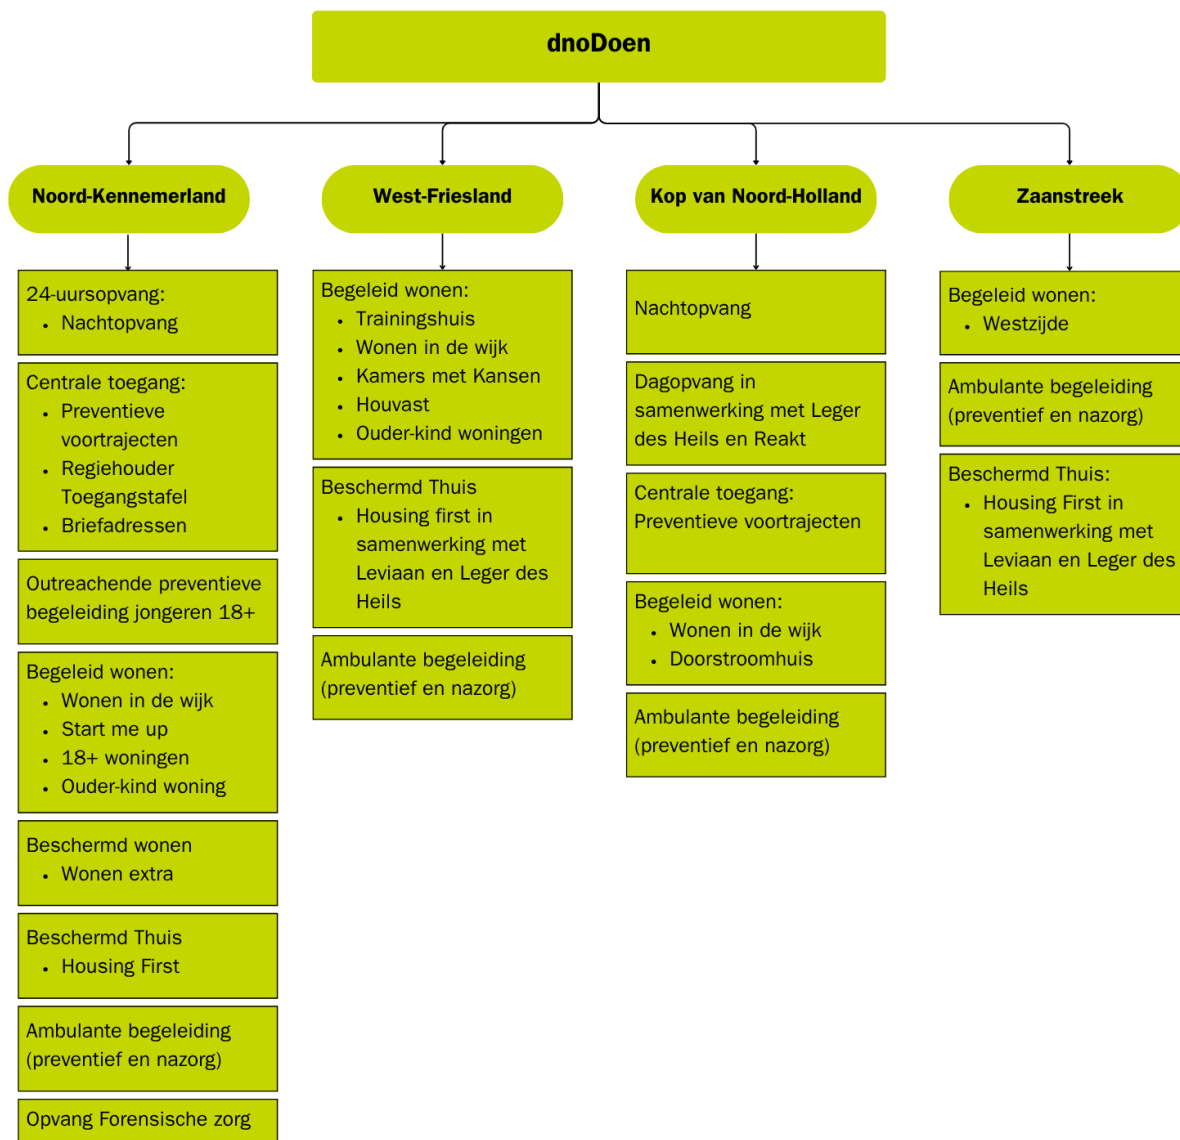 dnoDoen
Noord-Kennemerland
24-uursopvang:
• Nachtopvang
Centrale toegang:
• Preventieve
voortrajecten
• Regiehouder
Toegangstafel
• Briefadressen
Outreachende preventieve
begeleiding jongeren 18+
Begeleid wonen:
• Wonen in de wijk
• Start me up
• 18+ woningen
• Ouder-kind woning
Beschermd wonen
• Wonen extra
Beschermd Thuis
• Housing First
Ambulante begeleiding
(preventief en nazorg)
Opvang Forensische zorg
West-Friesland
Begeleid wonen:
• Trainingshuis
• Wonen in de wijk
• Kamers met Kansen
• Houvast
• Ouder-kind woningen
Beschermd Thuis
• Housing first in
samenwerking met
Leviaan en Leger des
Heils
Ambulante begeleiding
(preventief en nazorg)
Kop van Noord-Holland
Nachtopvang
Dagopvang in
samenwerking met Leger
des Heils en Reakt
Centrale toegang:
Preventieve voortrajecten
Begeleid wonen:
• Wonen in de wijk
• Doorstroomhuis
Ambulante begeleiding
(preventief en nazorg)
Zaanstreek
Begeleid wonen:
• Westzijde
Ambulante begeleiding
(preventief en nazorg)
Beschermd Thuis:
• Housing First in
samenwerking met
Leviaan en Leger des
Heils